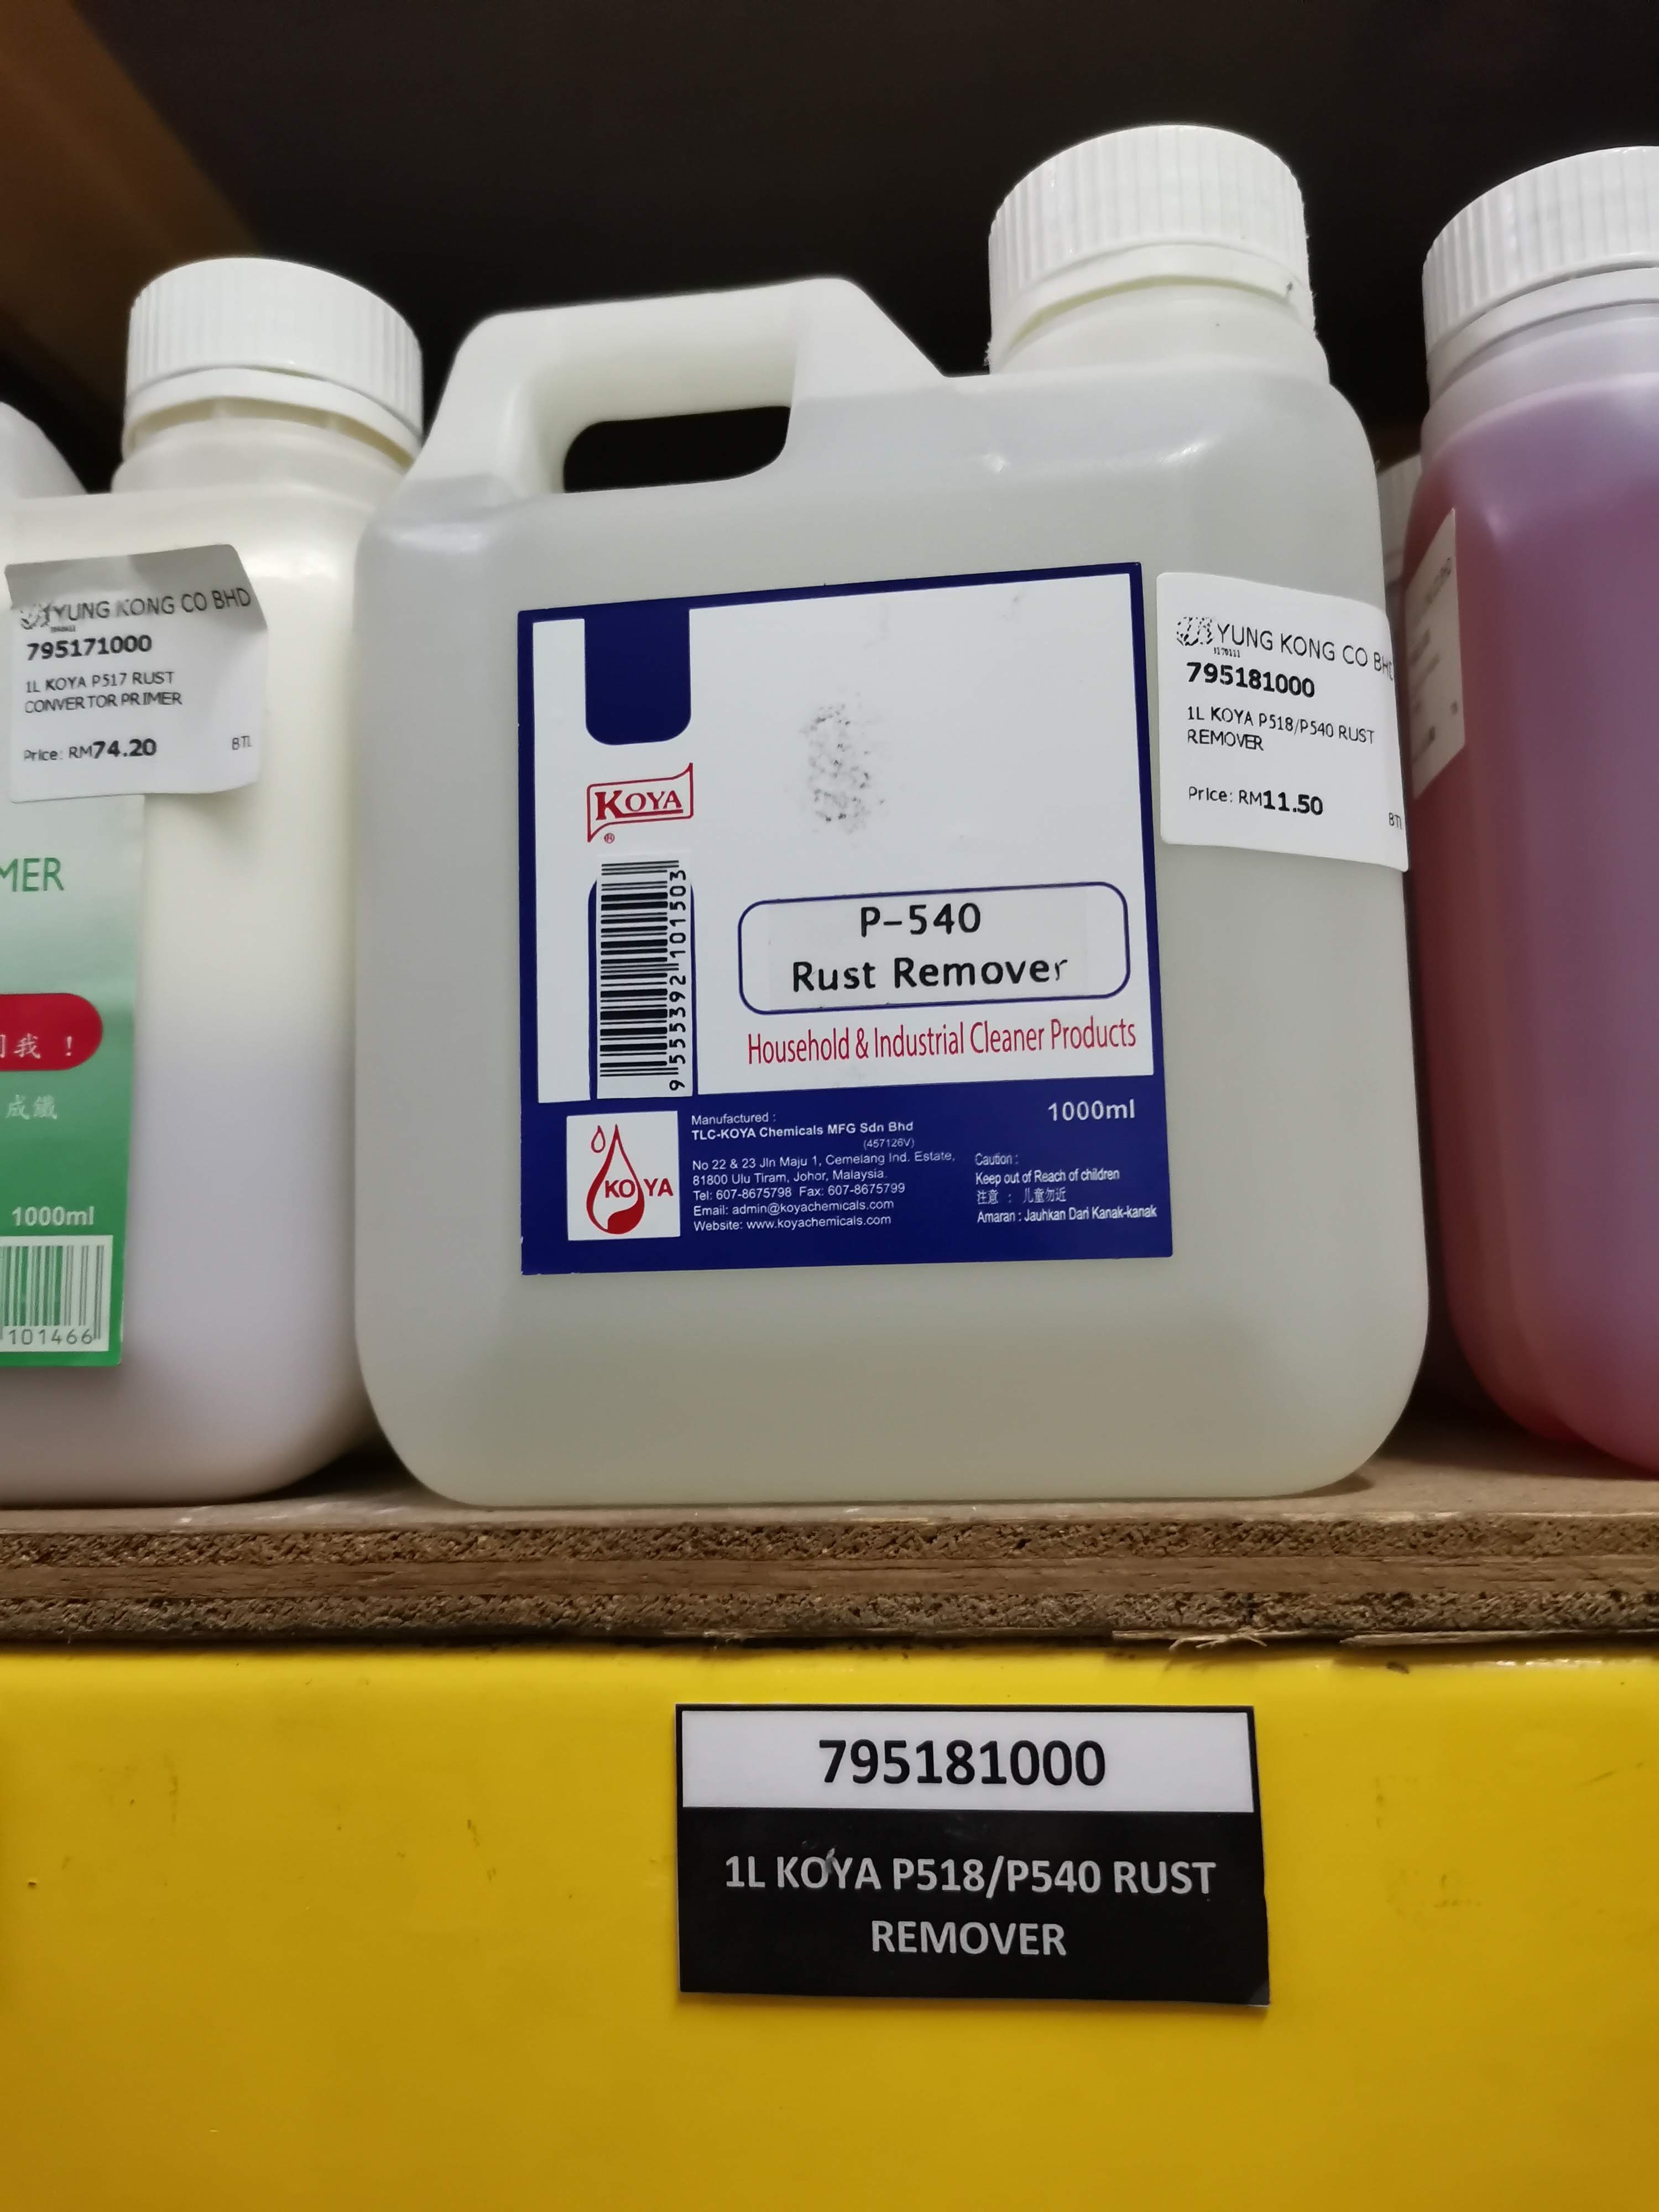 YUNG KONG CO BHD
795171000
1L KOYA P517 RUST
CONVERTOR PRIMER
Price: RM74.20
BTL
MER
我 !
成鐵
1000ml
101466
KOYA
®
9 555392 101503
P-540
Rust Remover
Household & Industrial Cleaner Products
1000ml
KOYA
Manufactured :
TLC-KOYA Chemicals MFG Sdn Bhd
(457126V)
No 22 & 23 Jln Maju 1, Cemelang Ind. Estate,
81800 Ulu Tiram, Johor, Malaysia.
Tel: 607-8675798 Fax: 607-8675799
Email: admin@koyachemicals.com
Website: www.koyachemicals.com
Caution :
Keep out of Reach of children
注意 : 儿童勿近
Amaran : Jauhkan Dari Kanak-kanak
YUNG KONG CO BHD
795181000
1L KOYA P518/P540 RUST
REMOVER
Price: RM11.50
BTL
795181000
1L KOYA P518/P540 RUST
REMOVER